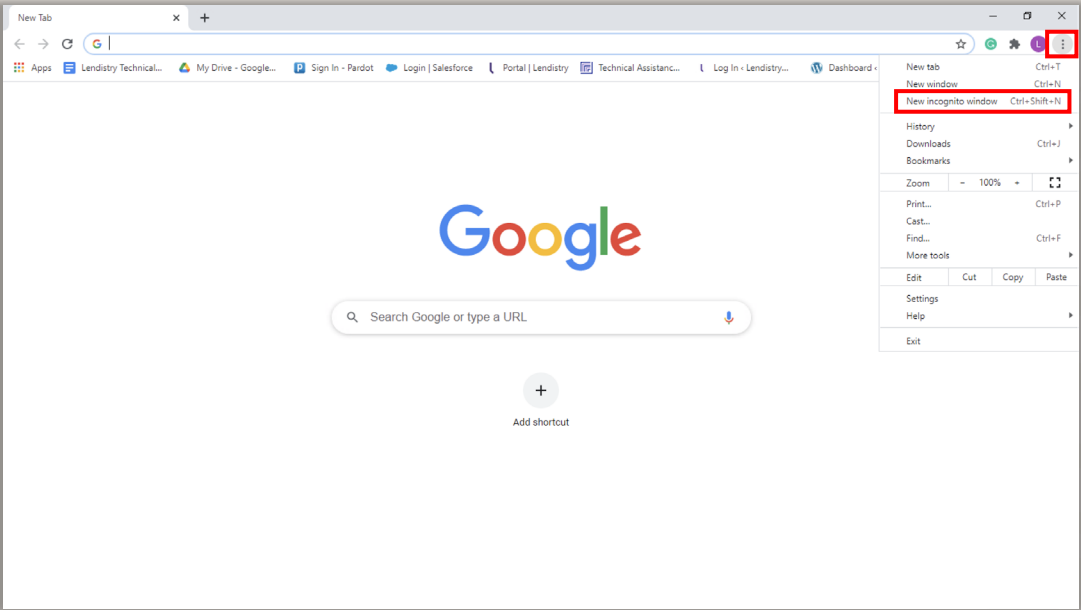 New Tab
Apps Lendistry Technical... My Drive - Google... Sign In - Pardot Login | Salesforce Portal | Lendistry Technical Assistanc... Log In ‹ Lendistry... Dashboard ‹
New tab Ctrl+T
New window Ctrl+N
New incognito window Ctrl+Shift+N
History
Downloads Ctrl+J
Bookmarks
Zoom - 100% +
Print... Ctrl+P
Cast...
Find... Ctrl+F
More tools
Edit Cut Copy Paste
Settings
Help
Exit
Google
Search Google or type a URL
Add shortcut